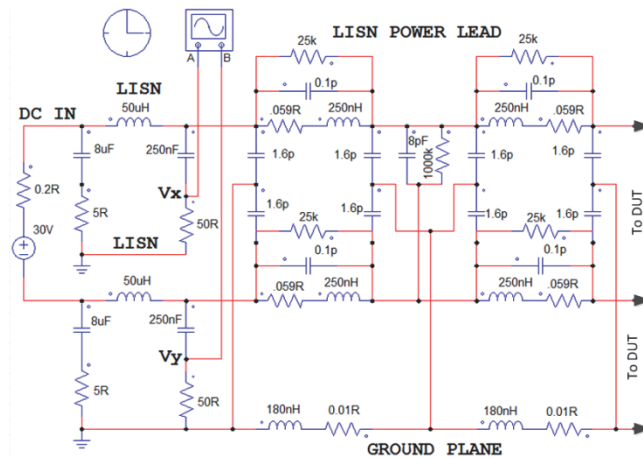 25k
LISN POWER LEAD
25k
A B
0.1p
0.1p
LISN
DC IN
50uH
.059R
250nH
250nH
.059R
8uF
250nF
1.6p
1.6p
8pF
1000k
1.6p
1.6p
0.2R
Vx
5R
50R
1.6p
1.6p
25k
1.6p
1.6p
25k
30V
LISN
0.1p
0.1p
To DUT
50uH
.059R
250nH
250nH
.059R
8uF
250nF
Vy
To DUT
5R
50R
180nH
0.01R
180nH
0.01R
GROUND PLANE